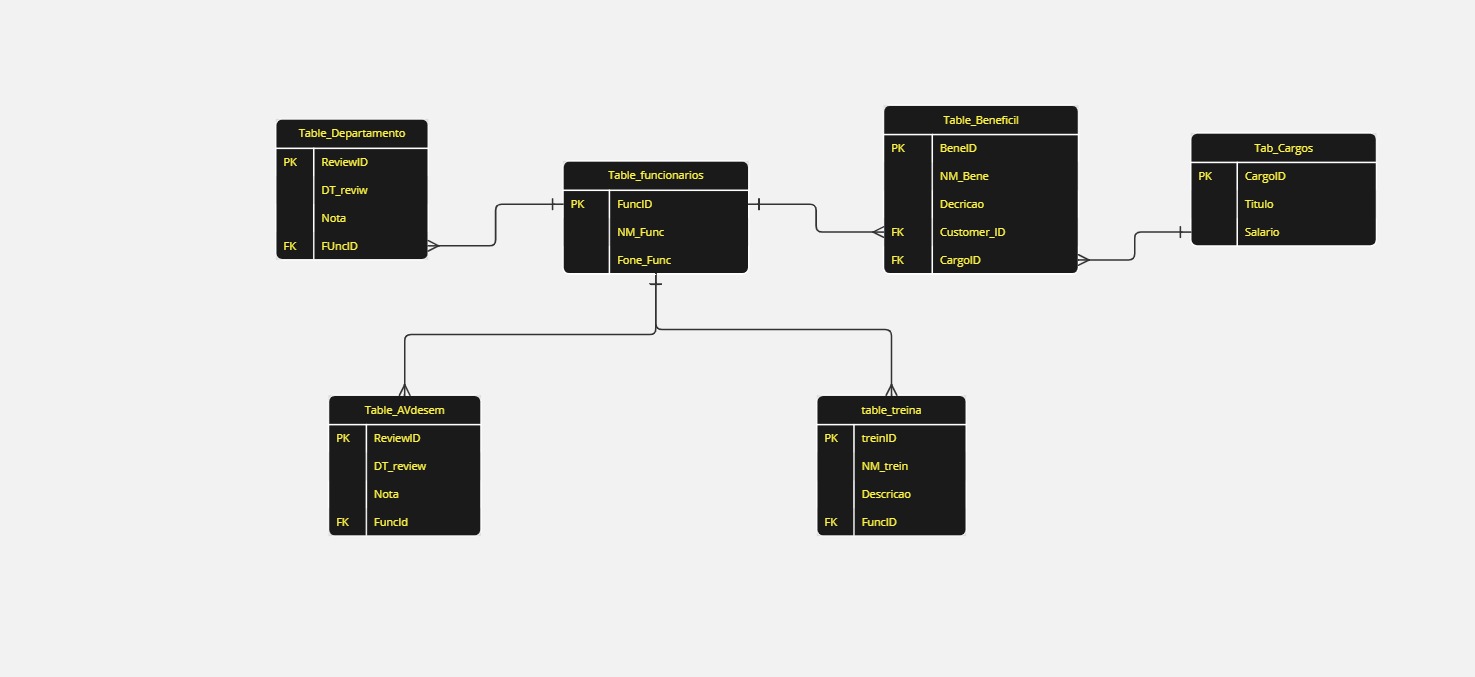 Table_Departamento
PK ReviewID
DT_reviw
Nota
FK FUncID
Table_funcionarios
PK FuncID
NM_Func
Fone_Func
Table_Beneficil
PK BeneID
NM_Bene
Decricao
FK Customer_ID
FK CargoID
Tab_Cargos
PK CargoID
Titulo
Salario
Table_AVdesem
PK ReviewID
DT_review
Nota
FK FuncId
table_treina
PK treinID
NM_trein
Descricao
FK FuncID